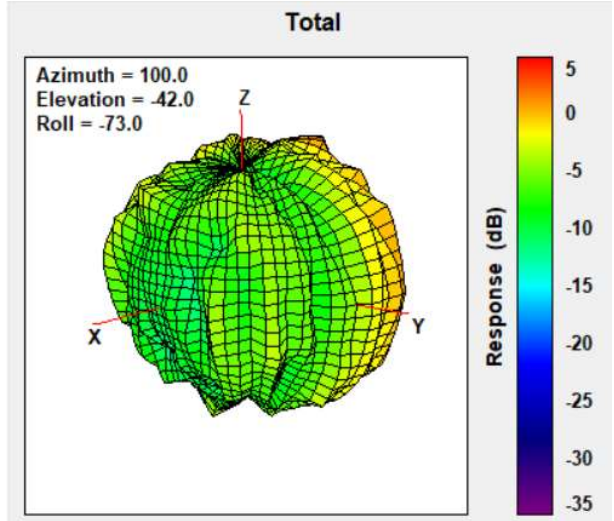 Total
Azimuth = 100.0
Elevation = -42.0
Roll = -73.0
Z
X
Y
Response (dB)
5
0
-5
-10
-15
-20
-25
-30
-35